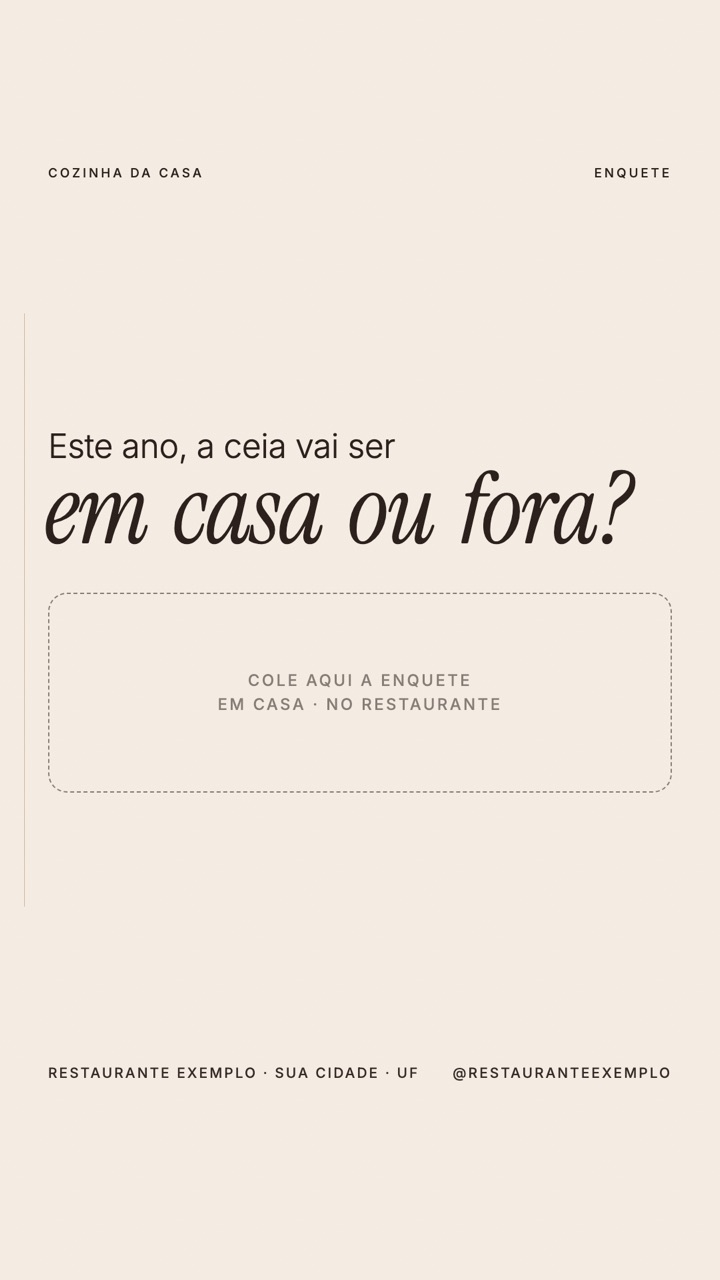 COZINHA DA CASA
ENQUETE
Este ano, a ceia vai ser
em casa ou fora?
COLE AQUI A ENQUETE
EM CASA · NO RESTAURANTE
RESTAURANTE EXEMPLO · SUA CIDADE · UF
@RESTAURANTEEXEMPLO